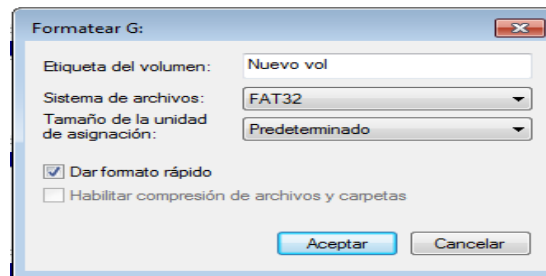 Formatear G:
Etiqueta del volumen: Nuevo vol
Sistema de archivos: FAT32
Tamaño de la unidad
de asignación: Predeterminado
Dar formato rápido
Habilitar compresión de archivos y carpetas
Aceptar Cancelar